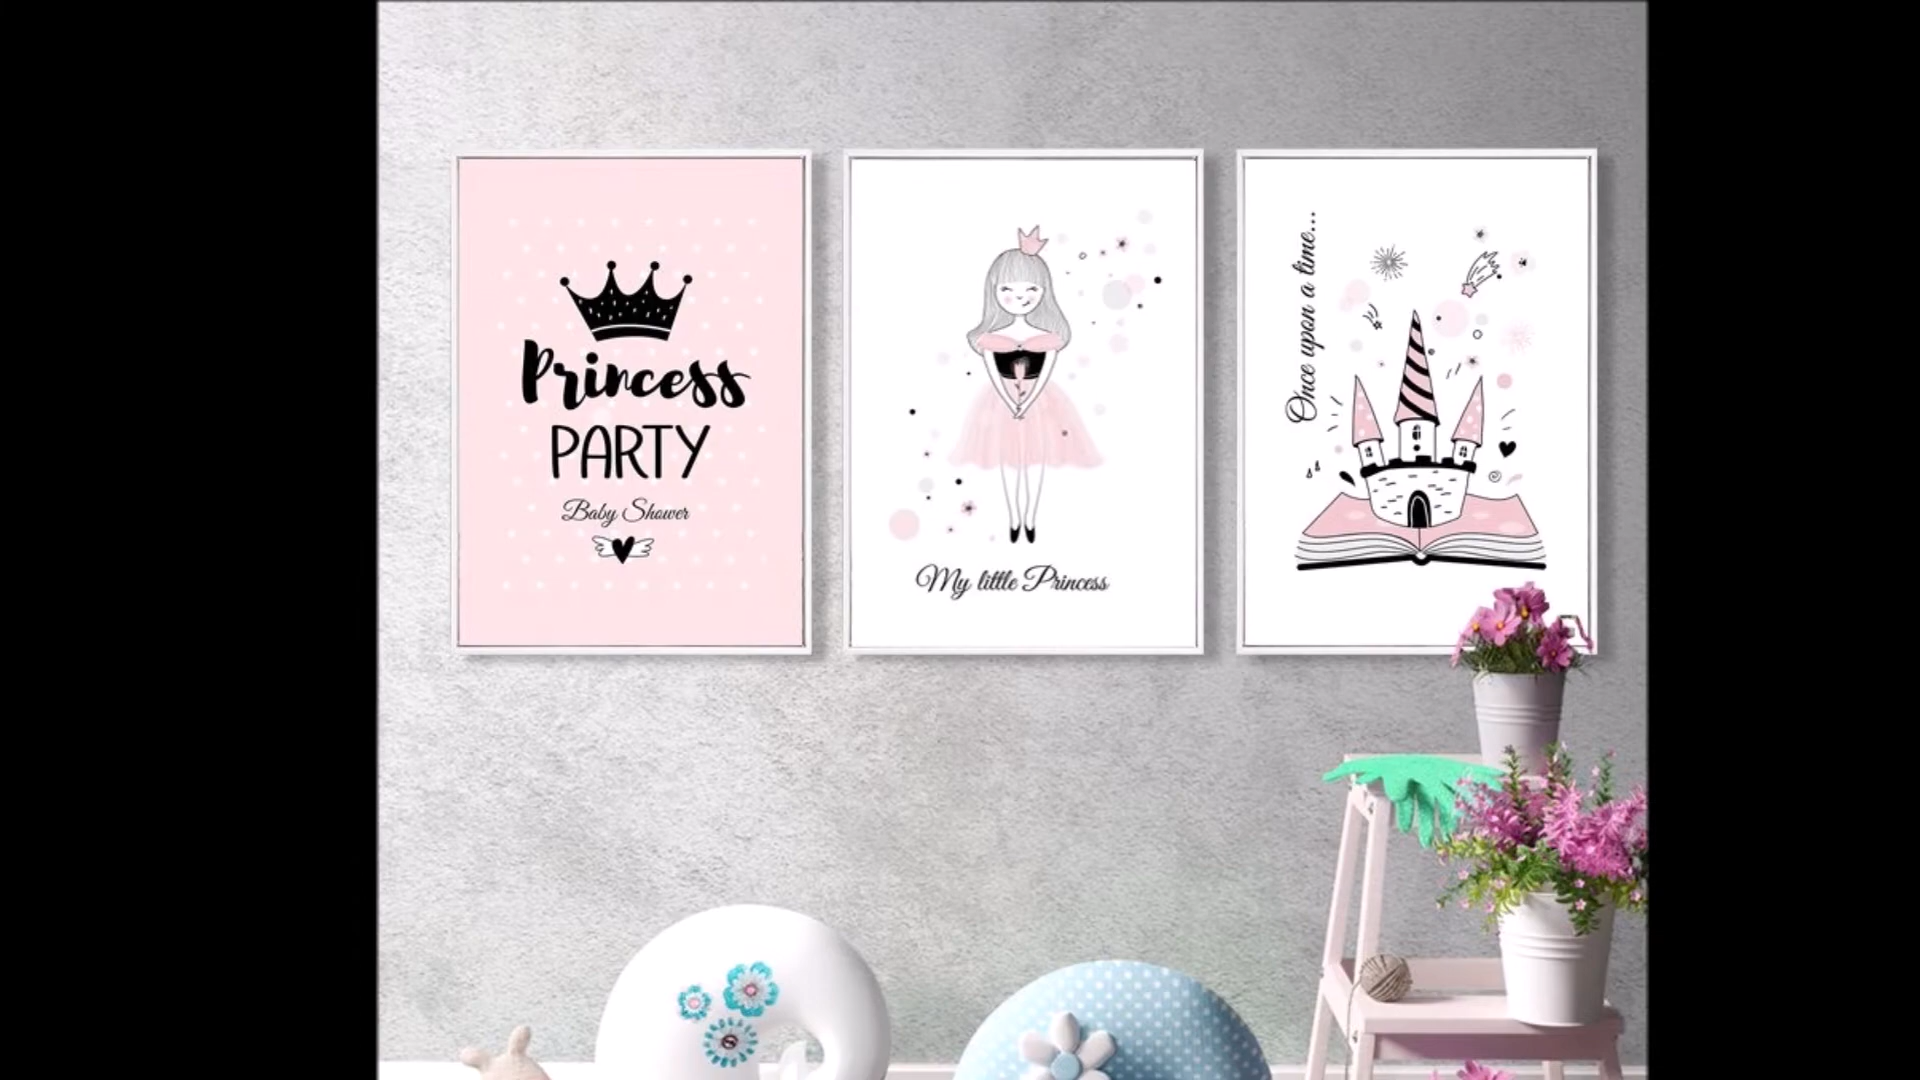 Princess
PARTY
Baby Shower
My little Princess
Once upon a time...